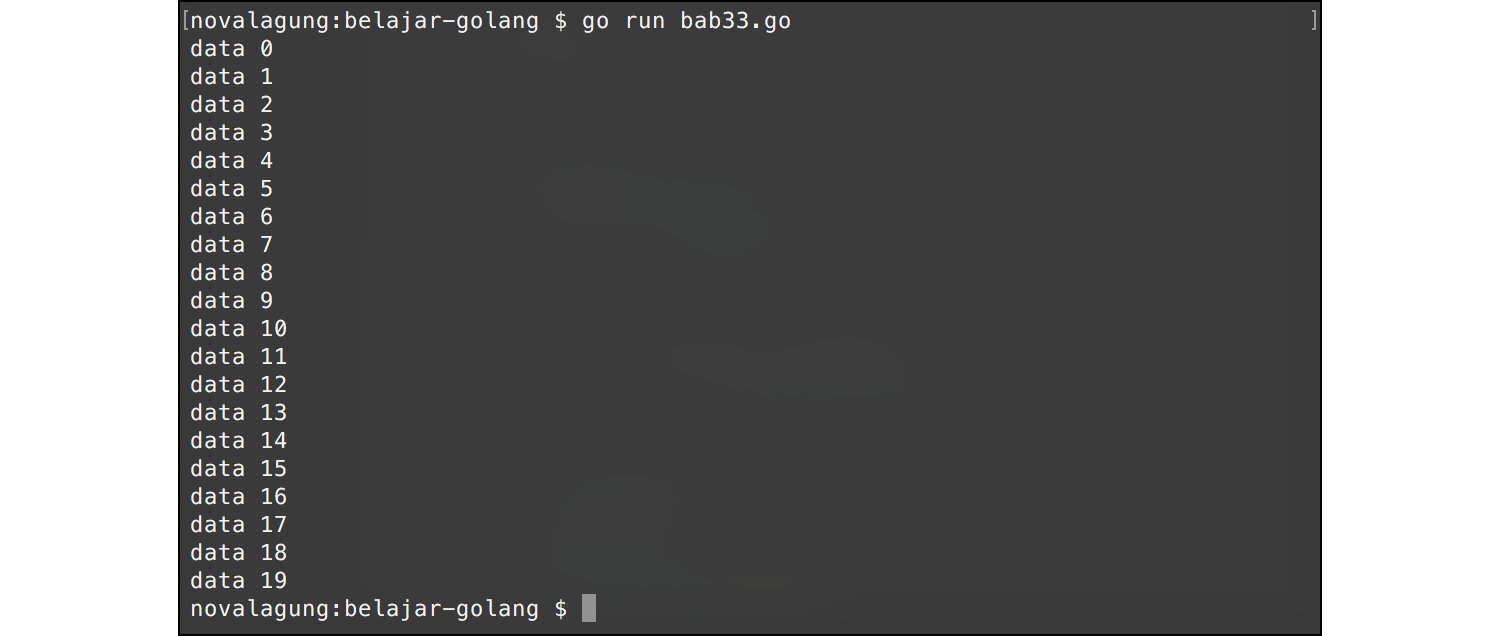 [novalagung:belajar-golang $ go run bab33.go ]
data 0
data 1
data 2
data 3
data 4
data 5
data 6
data 7
data 8
data 9
data 10
data 11
data 12
data 13
data 14
data 15
data 16
data 17
data 18
data 19
novalagung:belajar-golang $